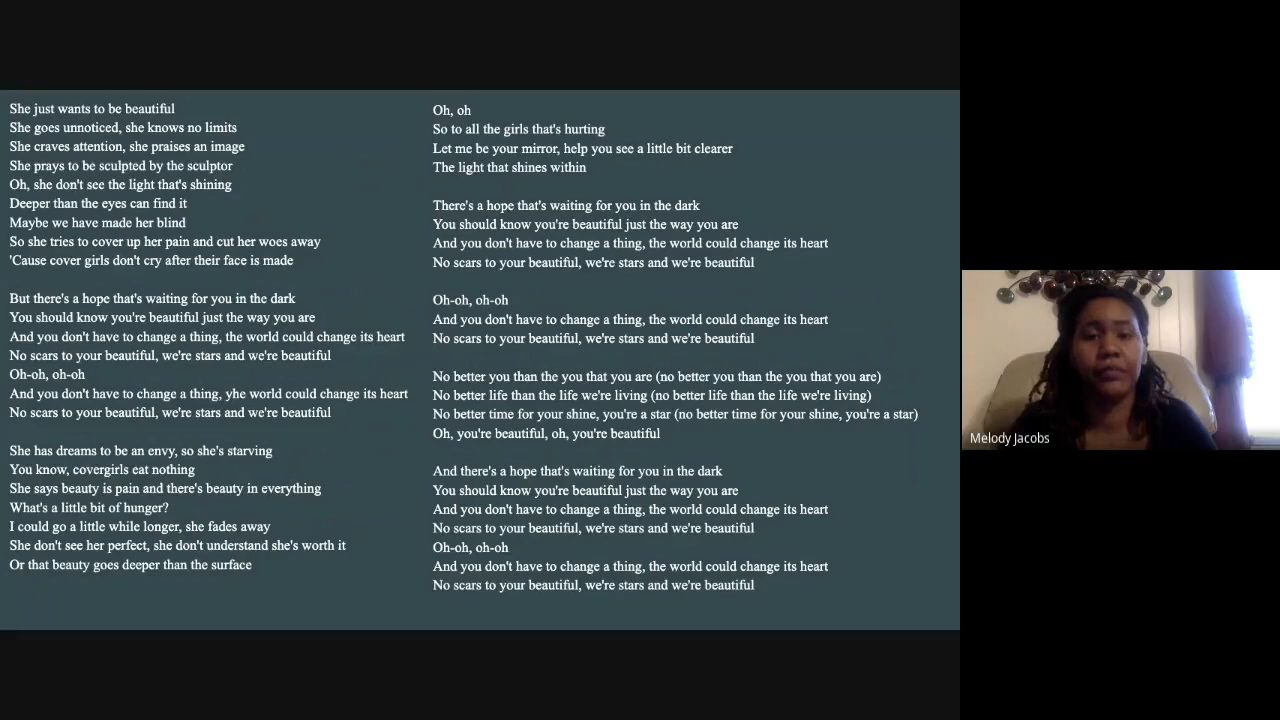 She just wants to be beautiful
She goes unnoticed, she knows no limits
She craves attention, she praises an image
She prays to be sculpted by the sculptor
Oh, she don't see the light that's shining
Deeper than the eyes can find it
Maybe we have made her blind
So she tries to cover up her pain and cut her woes away
'Cause cover girls don't cry after their face is made
But there's a hope that's waiting for you in the dark
You should know you're beautiful just the way you are
And you don't have to change a thing, the world could change its heart
No scars to your beautiful, we're stars and we're beautiful
Oh-oh, oh-oh
And you don't have to change a thing, yhe world could change its heart
No scars to your beautiful, we're stars and we're beautiful
She has dreams to be an envy, so she's starving
You know, covergirls eat nothing
She says beauty is pain and there's beauty in everything
What's a little bit of hunger?
I could go a little while longer, she fades away
She don't see her perfect, she don't understand she's worth it
Or that beauty goes deeper than the surface
Oh, oh
So to all the girls that's hurting
Let me be your mirror, help you see a little bit clearer
The light that shines within
There's a hope that's waiting for you in the dark
You should know you're beautiful just the way you are
And you don't have to change a thing, the world could change its heart
No scars to your beautiful, we're stars and we're beautiful
Oh-oh, oh-oh
And you don't have to change a thing, the world could change its heart
No scars to your beautiful, we're stars and we're beautiful
No better you than the you that you are (no better you than the you that you are)
No better life than the life we're living (no better life than the life we're living)
No better time for your shine, you're a star (no better time for your shine, you're a star)
Oh, you're beautiful, oh, you're beautiful
And there's a hope that's waiting for you in the dark
You should know you're beautiful just the way you are
And you don't have to change a thing, the world could change its heart
No scars to your beautiful, we're stars and we're beautiful
Oh-oh, oh-oh
And you don't have to change a thing, the world could change its heart
No scars to your beautiful, we're stars and we're beautiful
Melody Jacobs